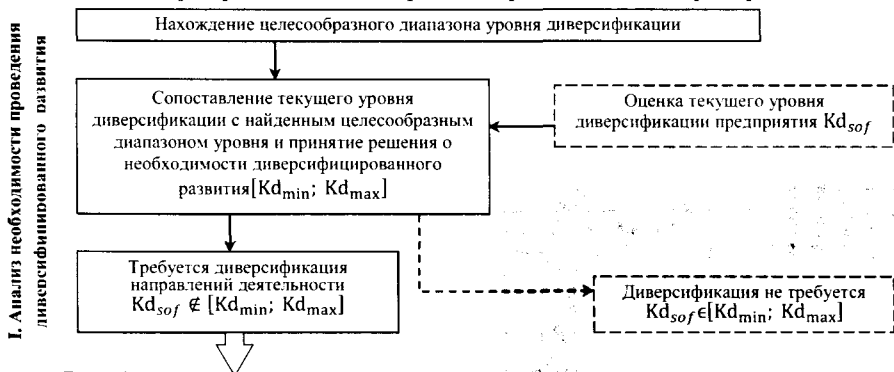 I. Анализ необходимости проведения
диверсифицированного развития
Нахождение целесообразного диапазона уровня диверсификации
Сопоставление текущего уровня
диверсификации с найденным целесообразным
диапазоном уровня и принятие решения о
необходимости диверсифицированного
развития[Kd_min; Kd_max]
Оценка текущего уровня
диверсификации предприятия Kd_sof
Требуется диверсификация
направлений деятельности
Kd_sof ∉ [Kd_min; Kd_max]
Диверсификация не требуется
Kd_sof∈[Kd_min; Kd_max]